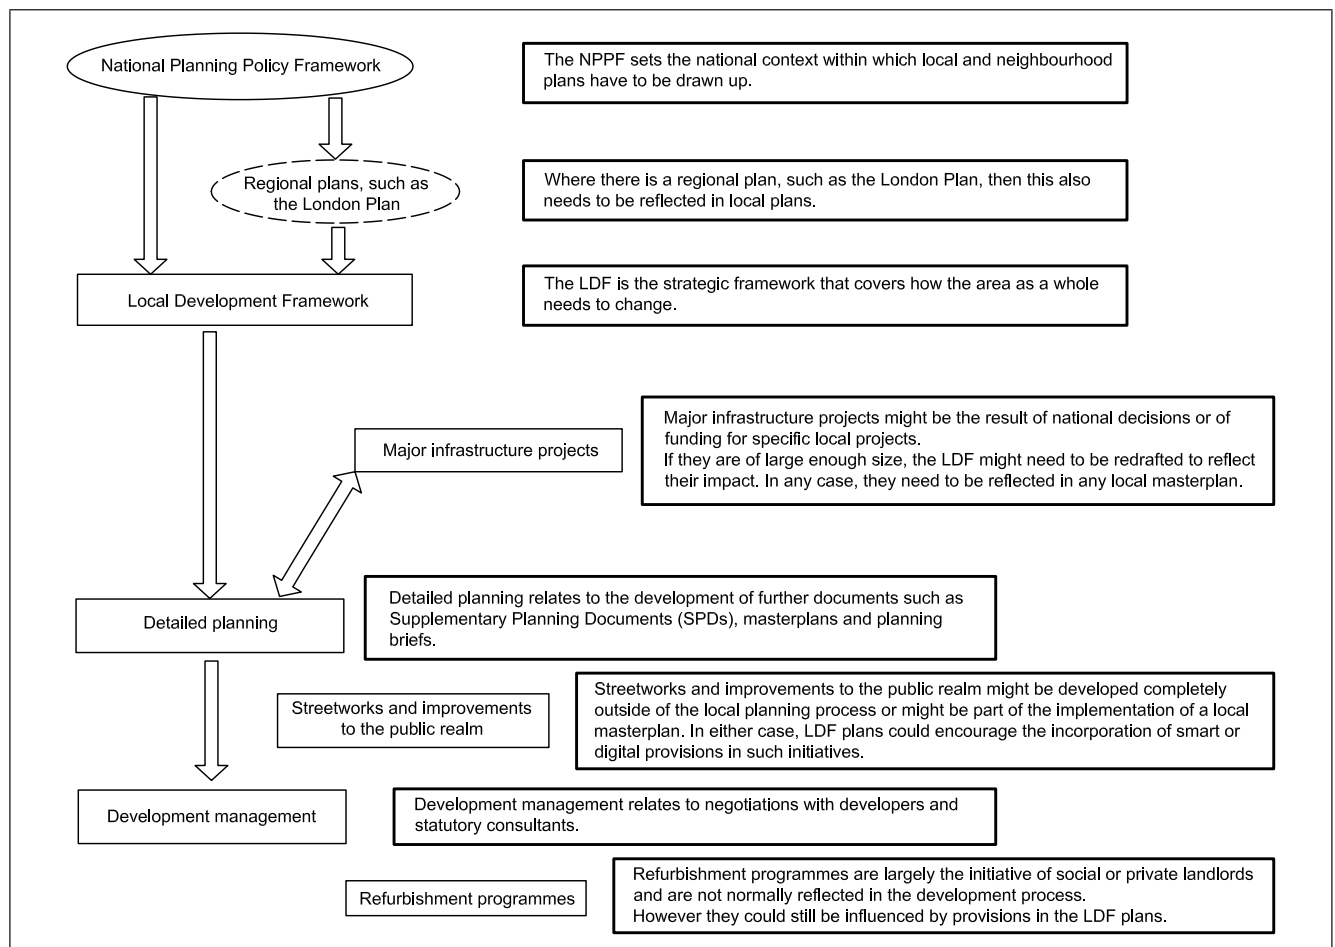 National Planning Policy Framework
The NPPF sets the national context within which local and neighbourhood
plans have to be drawn up.
Regional plans, such as
the London Plan
Where there is a regional plan, such as the London Plan, then this also
needs to be reflected in local plans.
Local Development Framework
The LDF is the strategic framework that covers how the area as a whole
needs to change.
Major infrastructure projects
Major infrastructure projects might be the result of national decisions or of
funding for specific local projects.
If they are of large enough size, the LDF might need to be redrafted to reflect
their impact. In any case, they need to be reflected in any local masterplan.
Detailed planning
Detailed planning relates to the development of further documents such as
Supplementary Planning Documents (SPDs), masterplans and planning
briefs.
Streetworks and improvements
to the public realm
Streetworks and improvements to the public realm might be developed completely
outside of the local planning process or might be part of the implementation of a local
masterplan. In either case, LDF plans could encourage the incorporation of smart or
digital provisions in such initiatives.
Development management
Development management relates to negotiations with developers and
statutory consultants.
Refurbishment programmes
Refurbishment programmes are largely the initiative of social or private landlords
and are not normally reflected in the development process.
However they could still be influenced by provisions in the LDF plans.